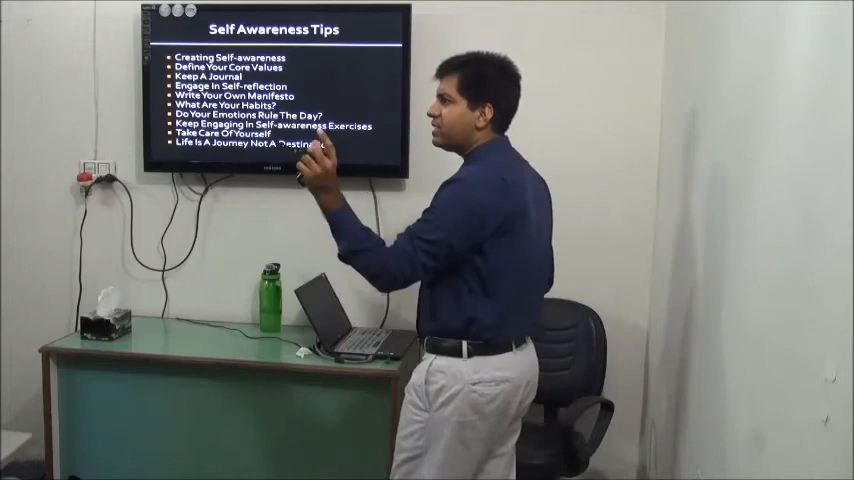 Self Awareness Tips
Creating Self-awareness
Define Your Core Values
Keep A Journal
Engage In Self-reflection
Write Your Own Manifesto
What Are Your Habits?
Do Your Emotions Rule The Day?
Keep Engaging In Self-awareness Exercises
Take Care Of Yourself
Life Is A Journey Not A